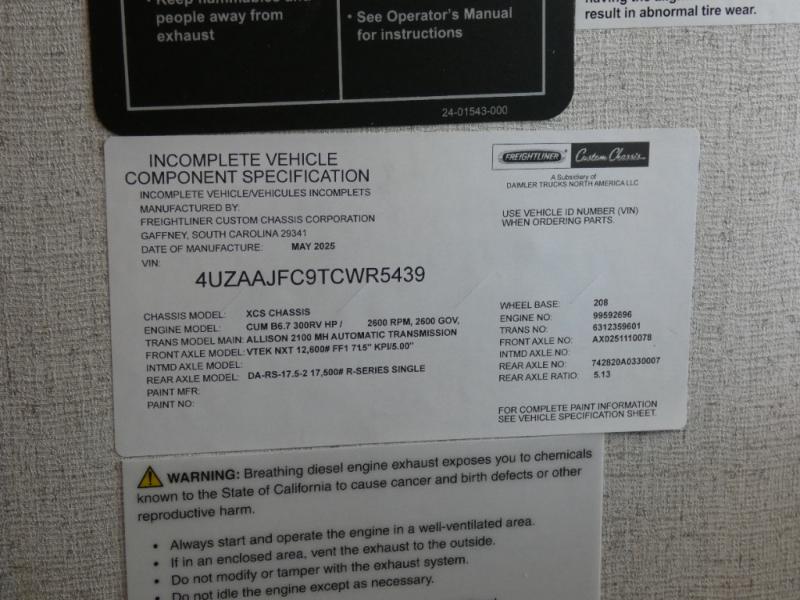 people away from
exhaust
• See Operator's Manual
for instructions
24-01543-000
result in abnormal tire wear.
INCOMPLETE VEHICLE
COMPONENT SPECIFICATION
INCOMPLETE VEHICLE/VEHICULES INCOMPLETS
MANUFACTURED BY:
FREIGHTLINER CUSTOM CHASSIS CORPORATION
GAFFNEY, SOUTH CAROLINA 29341
DATE OF MANUFACTURE: MAY 2025
VIN:
4UZAAJFC9TCWR5439
FREIGHTLINER Custom Chassis
A Subsidiary of
DAIMLER TRUCKS NORTH AMERICA LLC
USE VEHICLE ID NUMBER (VIN)
WHEN ORDERING PARTS.
CHASSIS MODEL: XCS CHASSIS
ENGINE MODEL: CUM B6.7 300RV HP / 2600 RPM, 2600 GOV,
TRANS MODEL MAIN: ALLISON 2100 MH AUTOMATIC TRANSMISSION
FRONT AXLE MODEL: VTEK NXT 12,600# FF1 71.5" KPI/5.00"
INTMD AXLE MODEL:
REAR AXLE MODEL: DA-RS-17.5-2 17,500# R-SERIES SINGLE
PAINT MFR:
PAINT NO:
WHEEL BASE: 208
ENGINE NO: 99592696
TRANS NO: 6312359601
FRONT AXLE NO: AX0251110078
INTMD AXLE NO:
REAR AXLE NO: 742820A0330007
REAR AXLE RATIO: 5.13
FOR COMPLETE PAINT INFORMATION
SEE VEHICLE SPECIFICATION SHEET.
WARNING: Breathing diesel engine exhaust exposes you to chemicals
known to the State of California to cause cancer and birth defects or other
reproductive harm.
• Always start and operate the engine in a well-ventilated area.
• If in an enclosed area, vent the exhaust to the outside.
• Do not modify or tamper with the exhaust system.
• Do not idle the engine except as necessary.